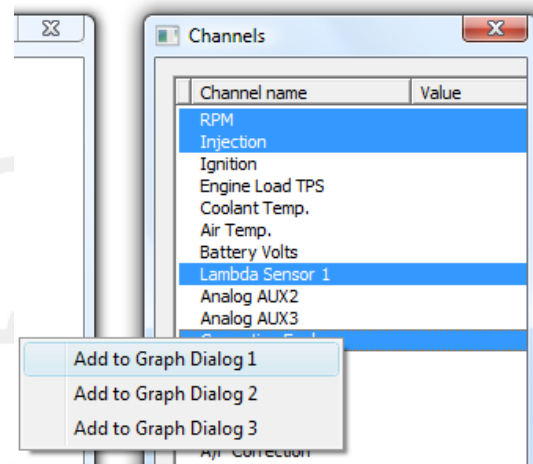 Channels
Channel name Value
RPM
Injection
Ignition
Engine Load TPS
Coolant Temp.
Air Temp.
Battery Volts
Lambda Sensor 1
Analog AUX2
Analog AUX3
Add to Graph Dialog 1
Add to Graph Dialog 2
Add to Graph Dialog 3
A/F Correction